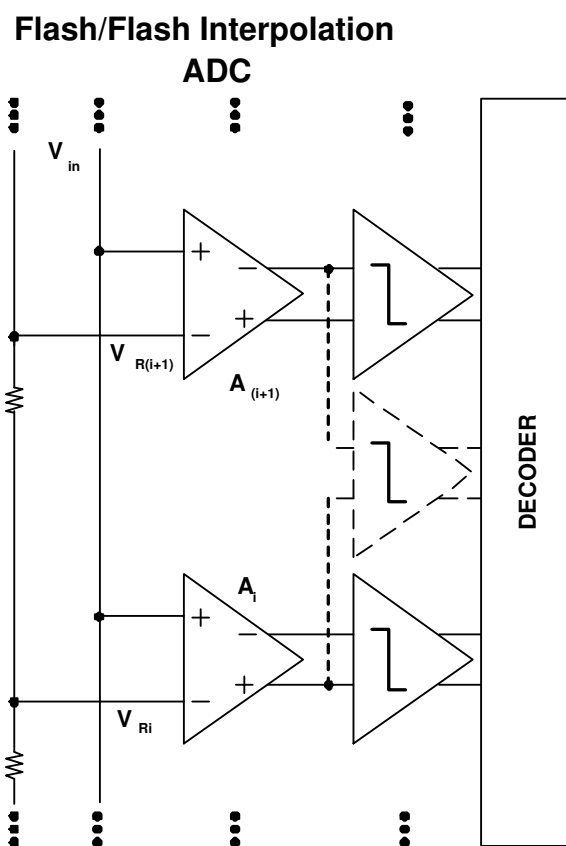 Flash/Flash Interpolation
ADC
V in
+
−
−
+
V R(i+1)
A (i+1)
DECODER
A i
+
−
−
+
V Ri